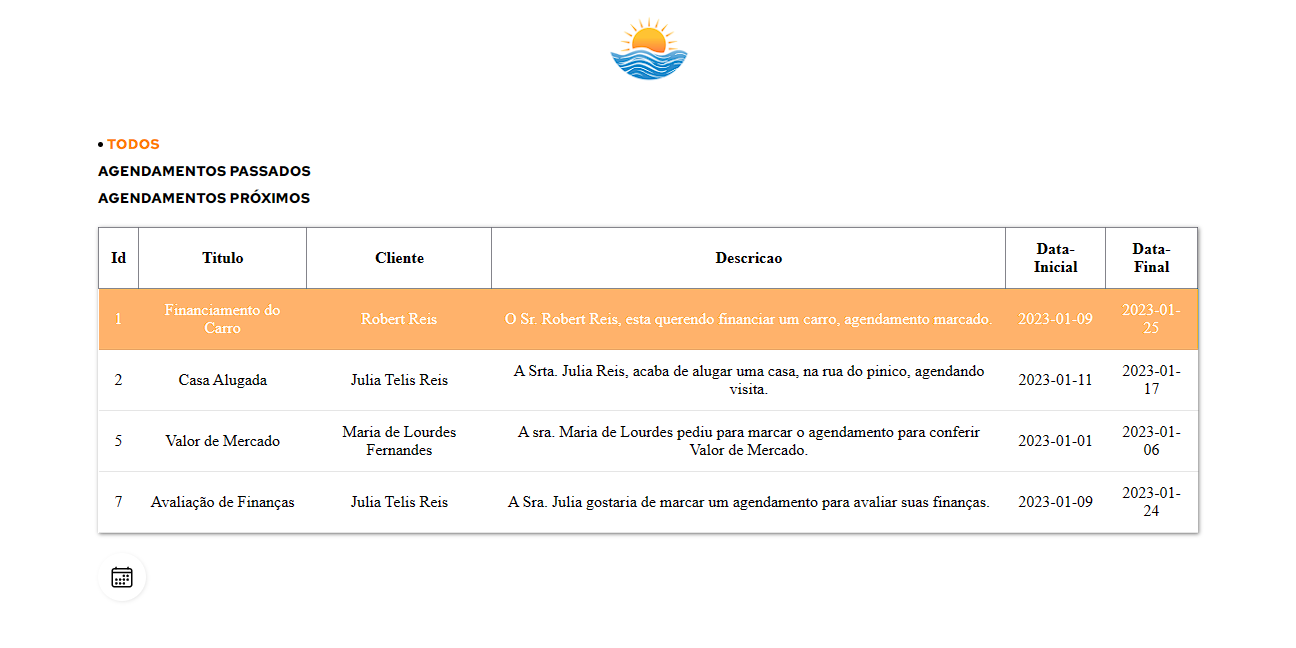 • TODOS
AGENDAMENTOS PASSADOS
AGENDAMENTOS PRÓXIMOS
Id Titulo Cliente Descricao Data-Inicial Data-Final
1 Financiamento do Carro Robert Reis O Sr. Robert Reis, esta querendo financiar um carro, agendamento marcado. 2023-01-09 2023-01-25
2 Casa Alugada Julia Telis Reis A Srta. Julia Reis, acaba de alugar uma casa, na rua do pinico, agendando visita. 2023-01-11 2023-01-17
5 Valor de Mercado Maria de Lourdes Fernandes A sra. Maria de Lourdes pediu para marcar o agendamento para conferir Valor de Mercado. 2023-01-01 2023-01-06
7 Avaliação de Finanças Julia Telis Reis A Sra. Julia gostaria de marcar um agendamento para avaliar suas finanças. 2023-01-09 2023-01-24